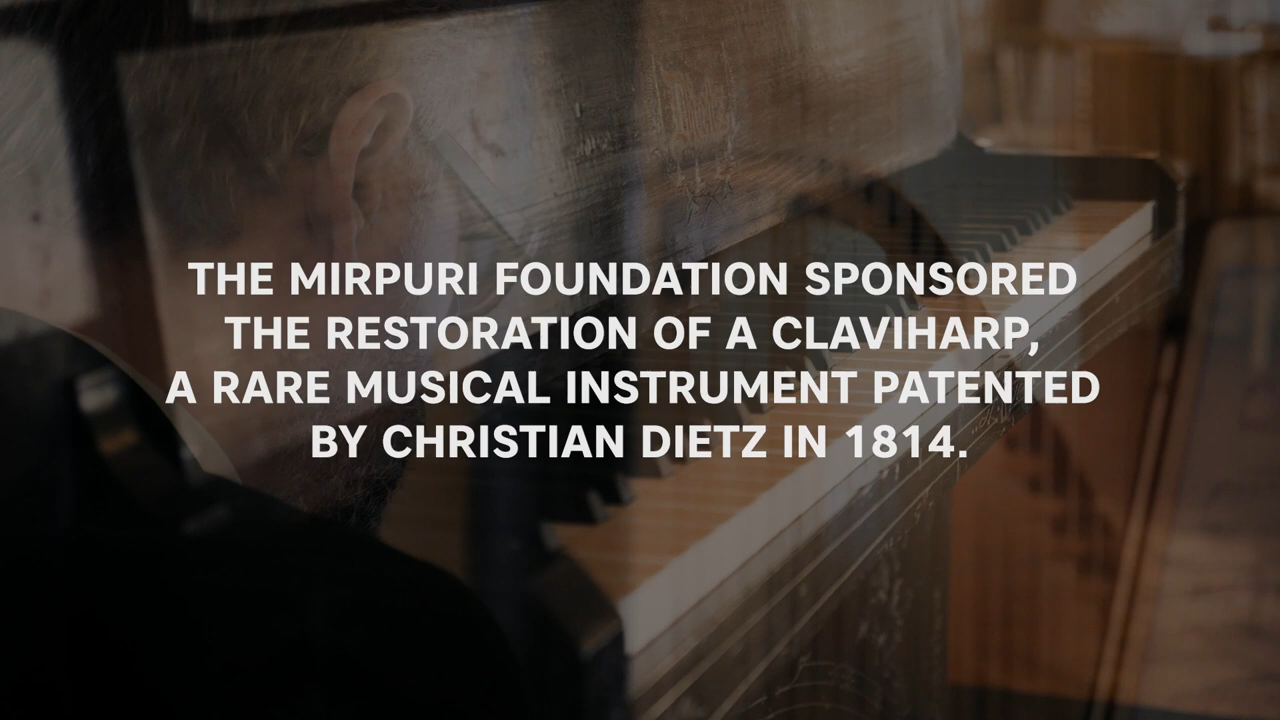 THE MIRPURI FOUNDATION SPONSORED
THE RESTORATION OF A CLAVIHARP,
A RARE MUSICAL INSTRUMENT PATENTED
BY CHRISTIAN DIETZ IN 1814.